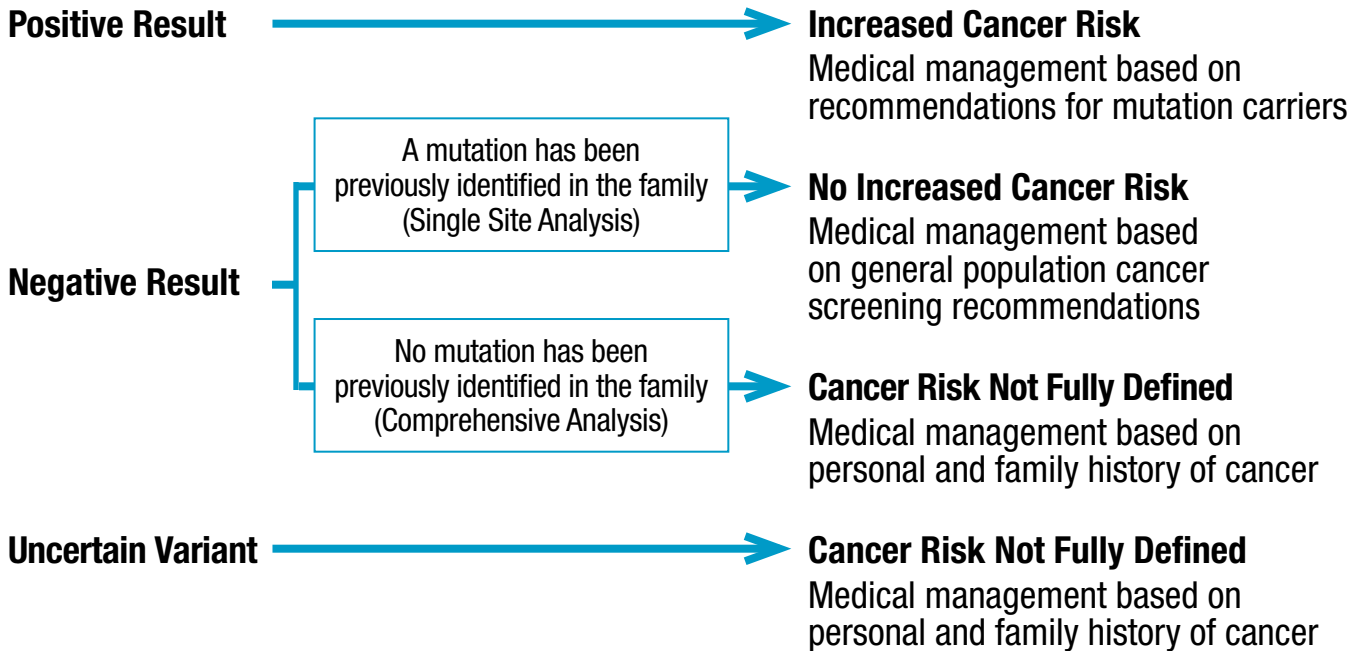 Positive Result
Increased Cancer Risk
Medical management based on
recommendations for mutation carriers
Negative Result
A mutation has been
previously identified in the family
(Single Site Analysis)
No Increased Cancer Risk
Medical management based
on general population cancer
screening recommendations
No mutation has been
previously identified in the family
(Comprehensive Analysis)
Cancer Risk Not Fully Defined
Medical management based on
personal and family history of cancer
Uncertain Variant
Cancer Risk Not Fully Defined
Medical management based on
personal and family history of cancer